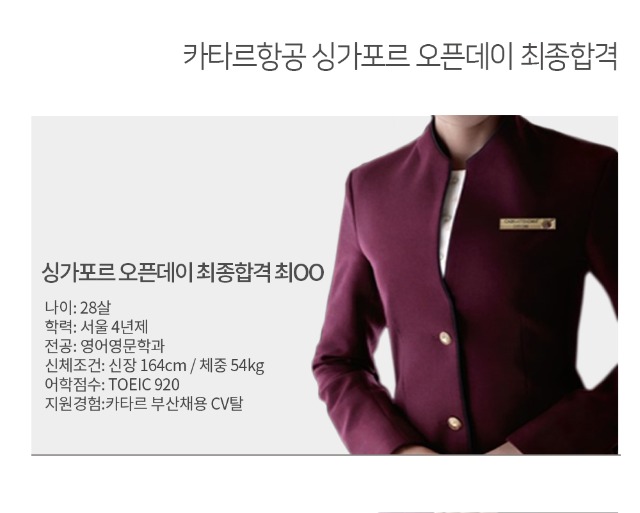 카타르항공 싱가포르 오픈데이 최종합격
싱가포르 오픈데이 최종합격 최OO
나이: 28살
학력: 서울 4년제
전공: 영어영문학과
신체조건: 신장 164cm / 체중 54kg
어학점수: TOEIC 920
지원경험:카타르 부산채용 CV탈